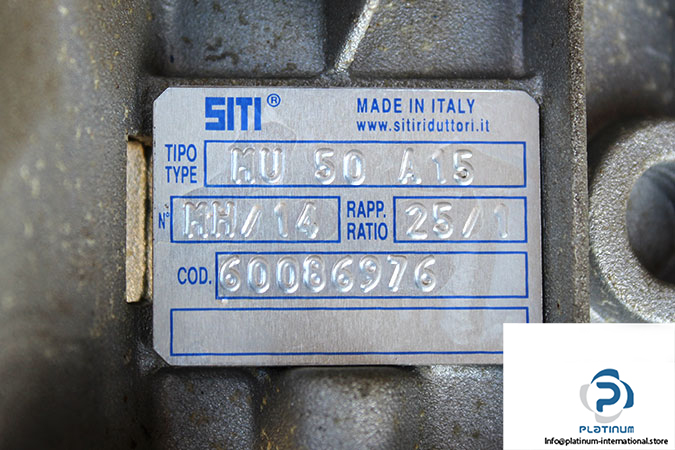 SITI®
MADE IN ITALY
www.sitiriduttori.it
TIPO
TYPE
MU 50 A15
N°
MH/14
RAPP.
RATIO
25/1
COD.
60086976
PLATINUM
Info@platinum-international.store